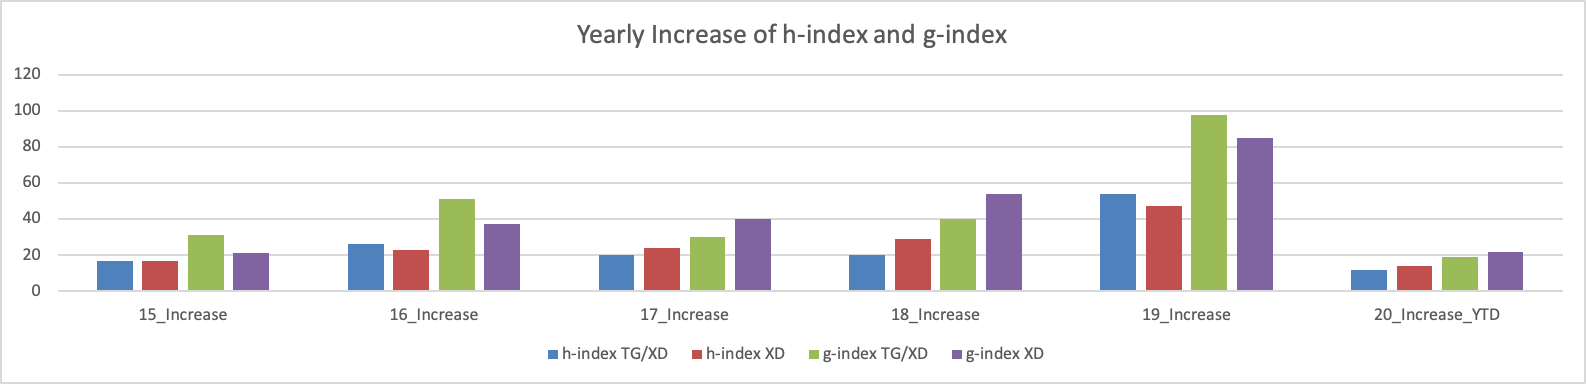 Yearly Increase of h-index and g-index
120
100
80
60
40
20
0
15_Increase 16_Increase 17_Increase 18_Increase 19_Increase 20_Increase_YTD
h-index TG/XD h-index XD g-index TG/XD g-index XD